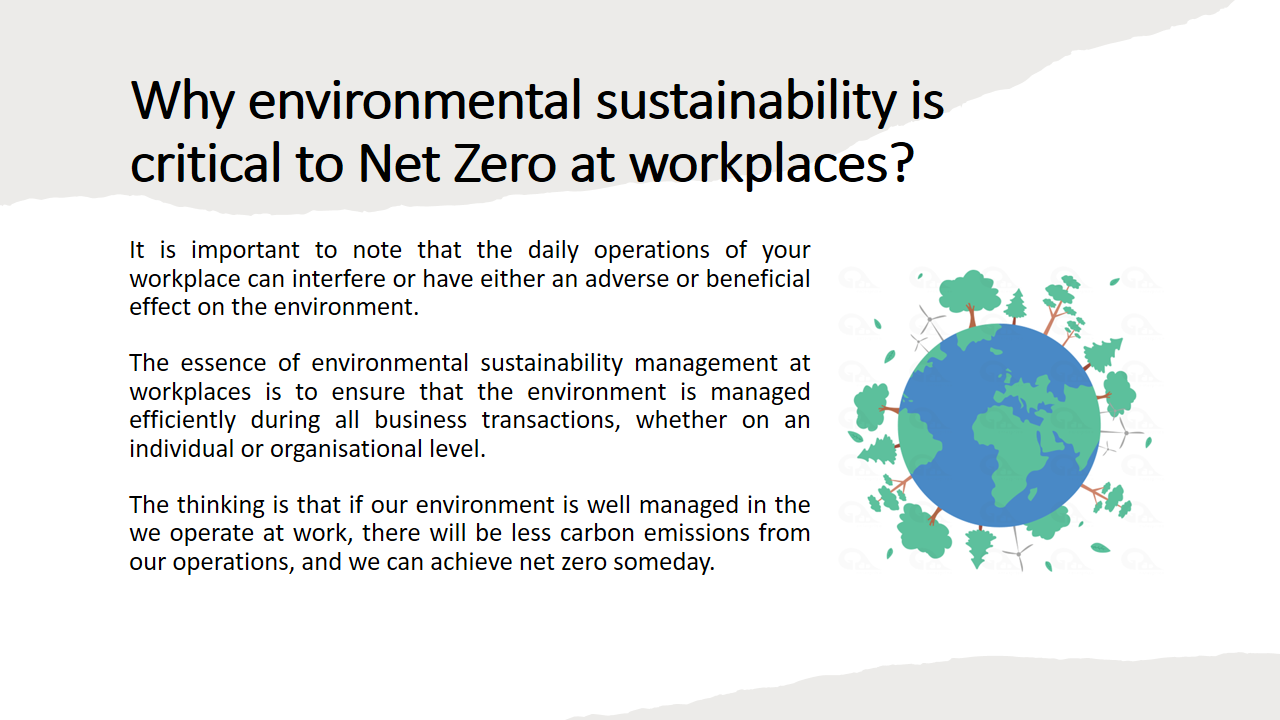 Why environmental sustainability is
critical to Net Zero at workplaces?
It is important to note that the daily operations of your
workplace can interfere or have either an adverse or beneficial
effect on the environment.
The essence of environmental sustainability management at
workplaces is to ensure that the environment is managed
efficiently during all business transactions, whether on an
individual or organisational level.
The thinking is that if our environment is well managed in the
we operate at work, there will be less carbon emissions from
our operations, and we can achieve net zero someday.